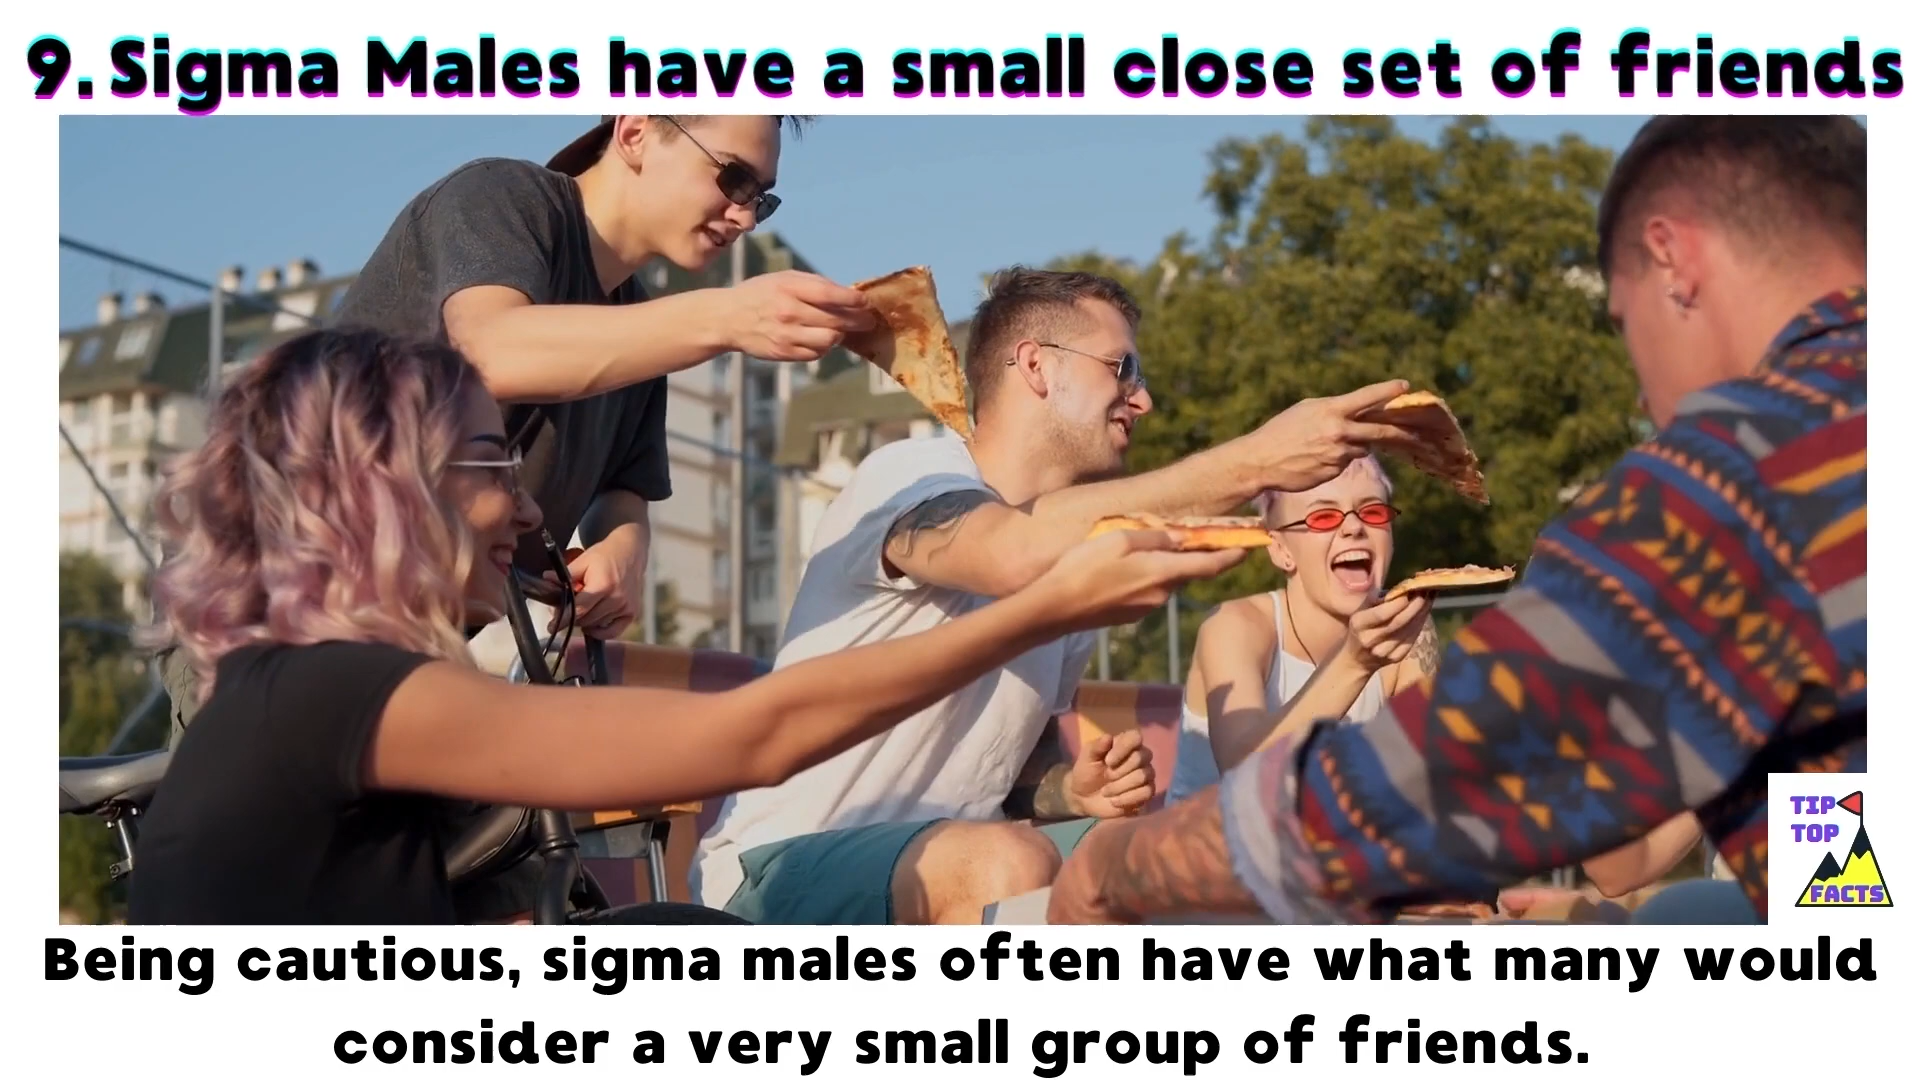 9. Sigma Males have a small close set of friends
TIP
TOP
FACTS
Being cautious, sigma males often have what many would
consider a very small group of friends.